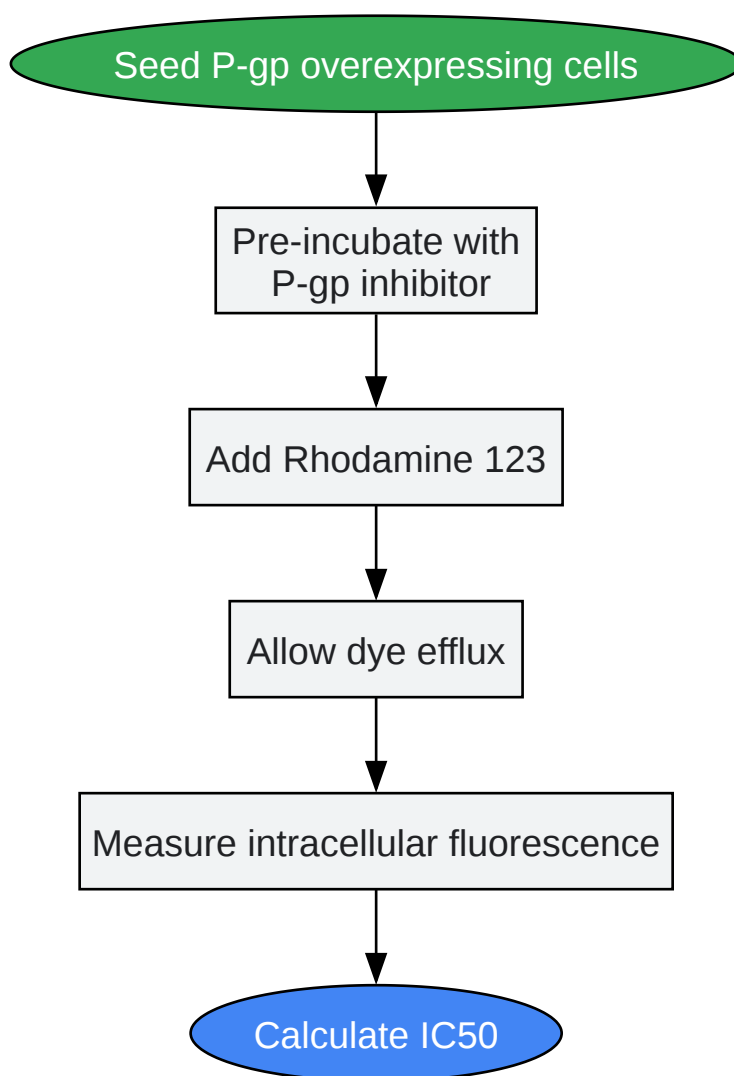 Seed P-gp overexpressing cells
Pre-incubate with
P-gp inhibitor
Add Rhodamine 123
Allow dye efflux
Measure intracellular fluorescence
Calculate IC50